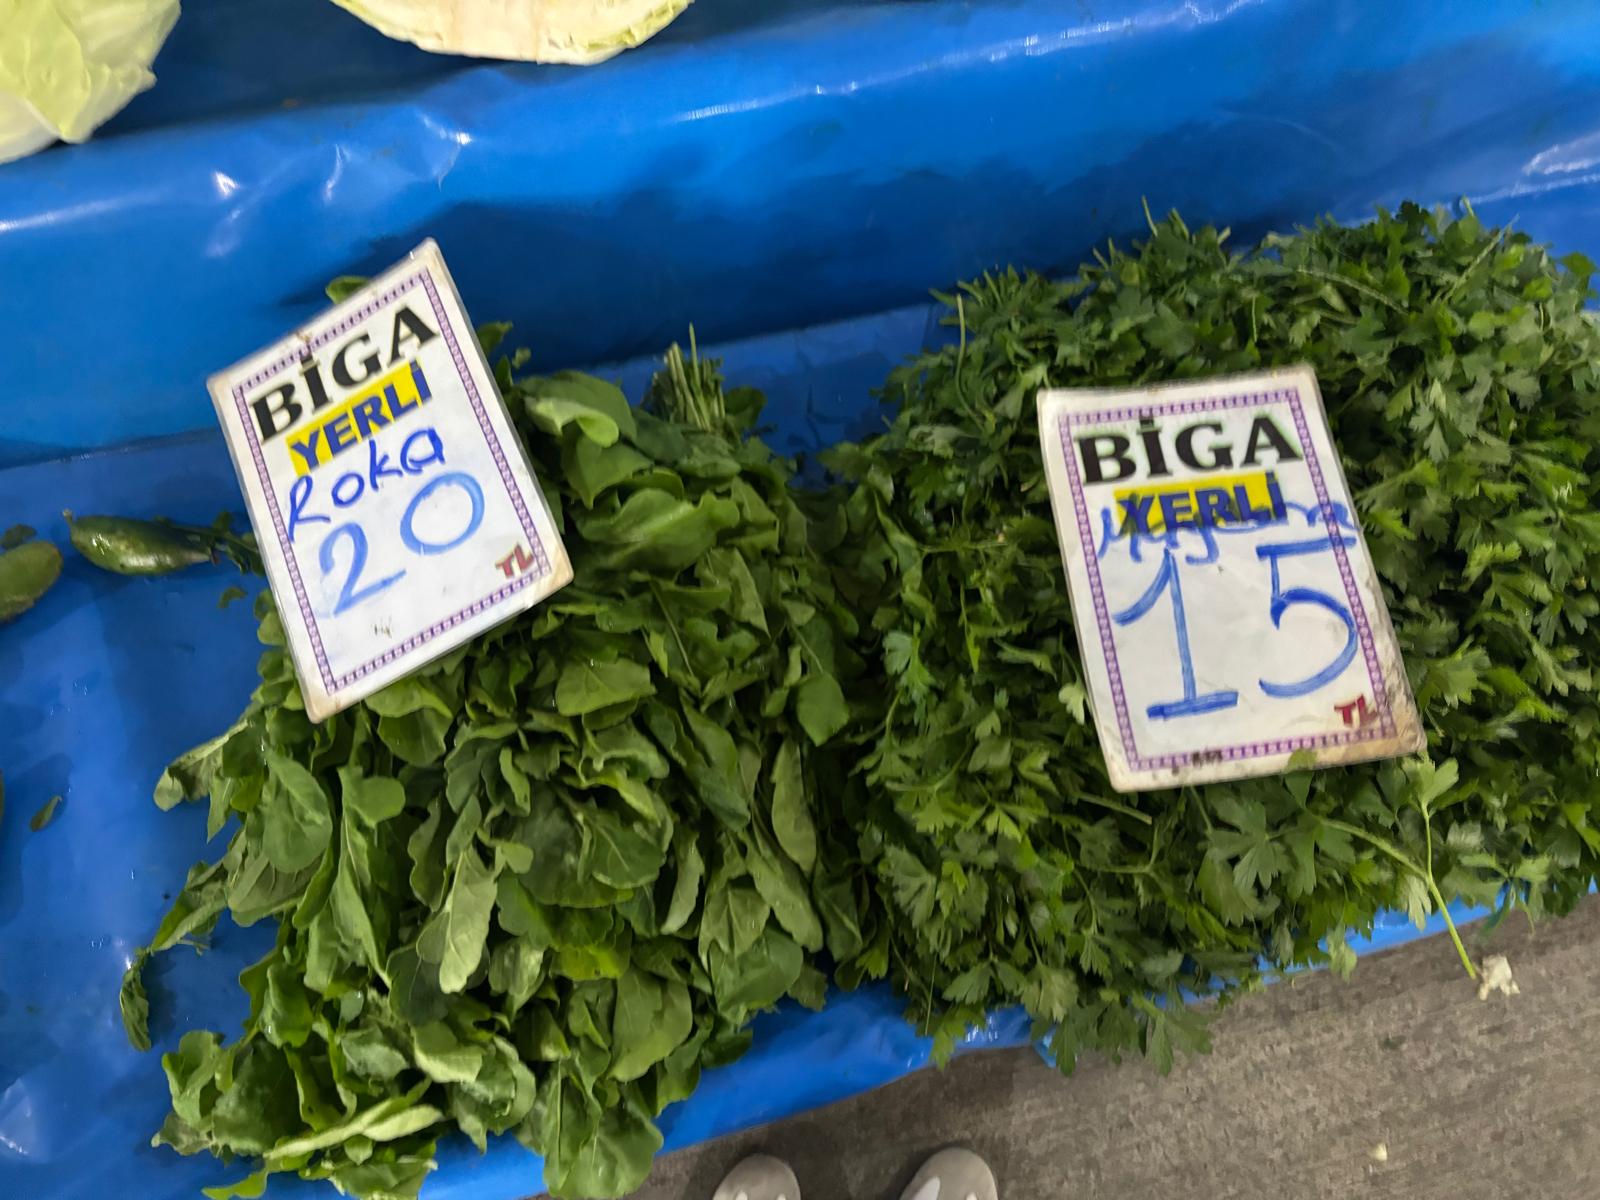 BİGA
YERLİ
Roka
20
TL
BİGA
YERLİ
15
TL